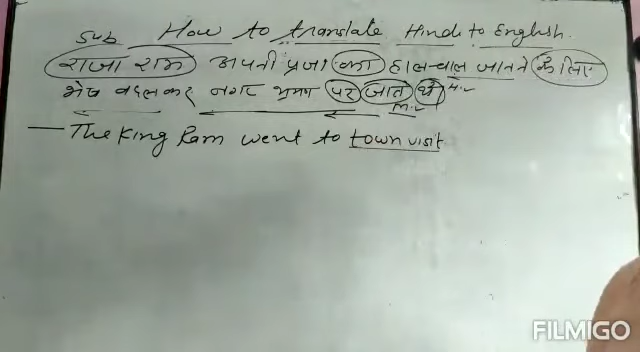 How to translate Hindi to English.
Sub
राजा राम अपनी प्रजा का हालचाल जानने के लिए
भेष बदलकर नगर भ्रमण पर जाते थे H.V
M.V
— The King Ram went to town visit
FILMIGO